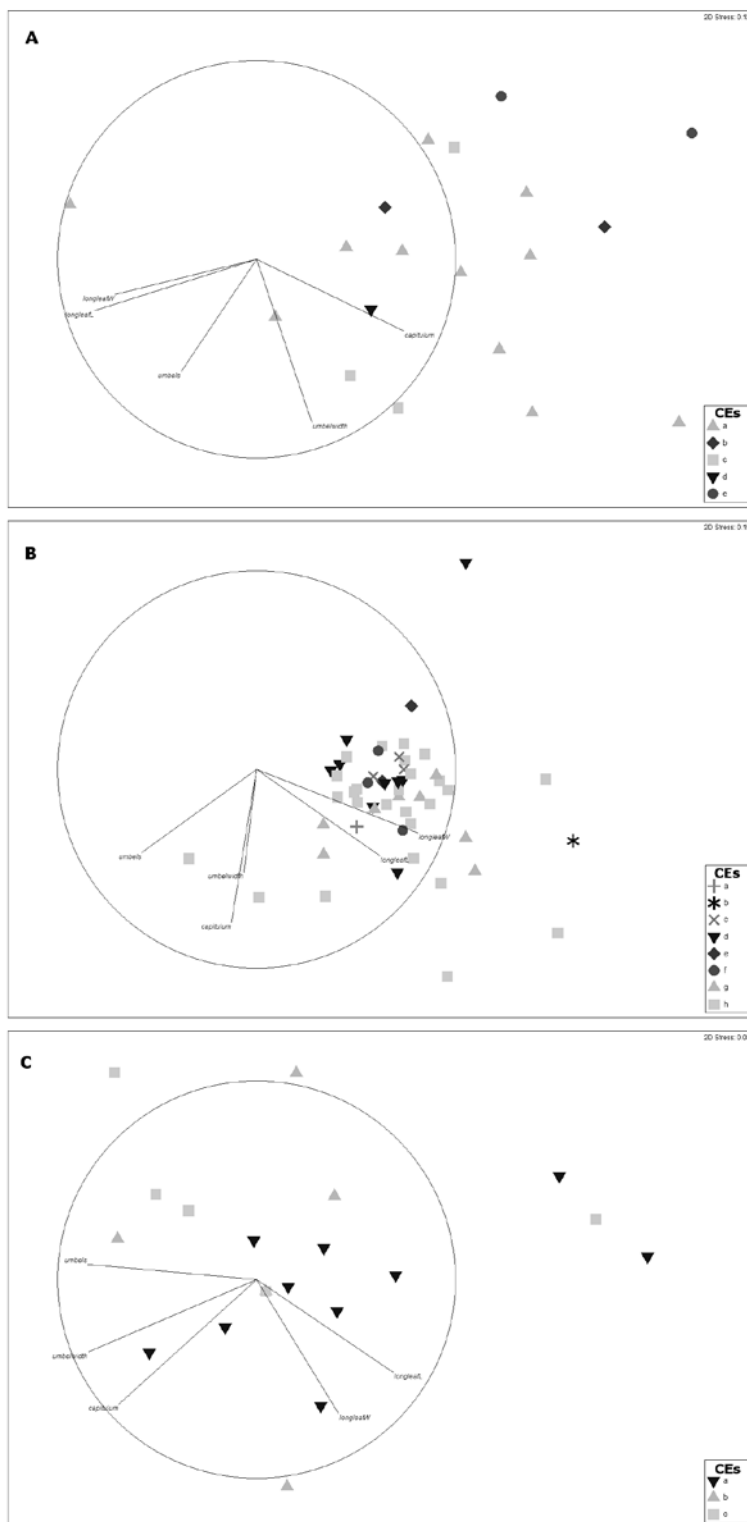 2D Stress: 0.1
A
longleafW
longleafL
umbels
capitulum
umbelwidth
CEs
a
b
c
d
e
2D Stress: 0.1
B
umbels
umbelwidth
capitulum
longleafW
longleafL
CEs
a
b
c
d
e
f
g
h
2D Stress: 0.0
C
umbels
umbelwidth
capitulum
longleafL
longleafW
CEs
a
b
c